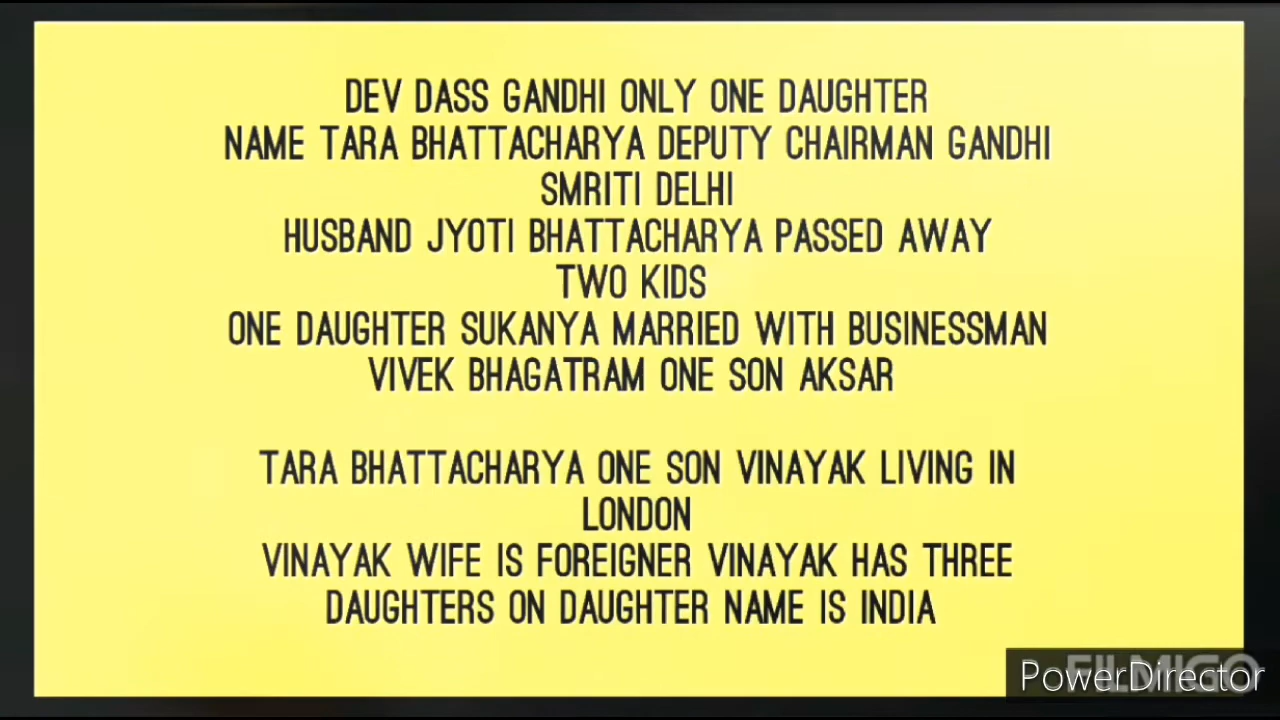 DEV DASS GANDHI ONLY ONE DAUGHTER
NAME TARA BHATTACHARYA DEPUTY CHAIRMAN GANDHI
SMRITI DELHI
HUSBAND JYOTI BHATTACHARYA PASSED AWAY
TWO KIDS
ONE DAUGHTER SUKANYA MARRIED WITH BUSINESSMAN
VIVEK BHAGATRAM ONE SON AKSAR
TARA BHATTACHARYA ONE SON VINAYAK LIVING IN
LONDON
VINAYAK WIFE IS FOREIGNER VINAYAK HAS THREE
DAUGHTERS ON DAUGHTER NAME IS INDIA
FILMIGO
PowerDirector